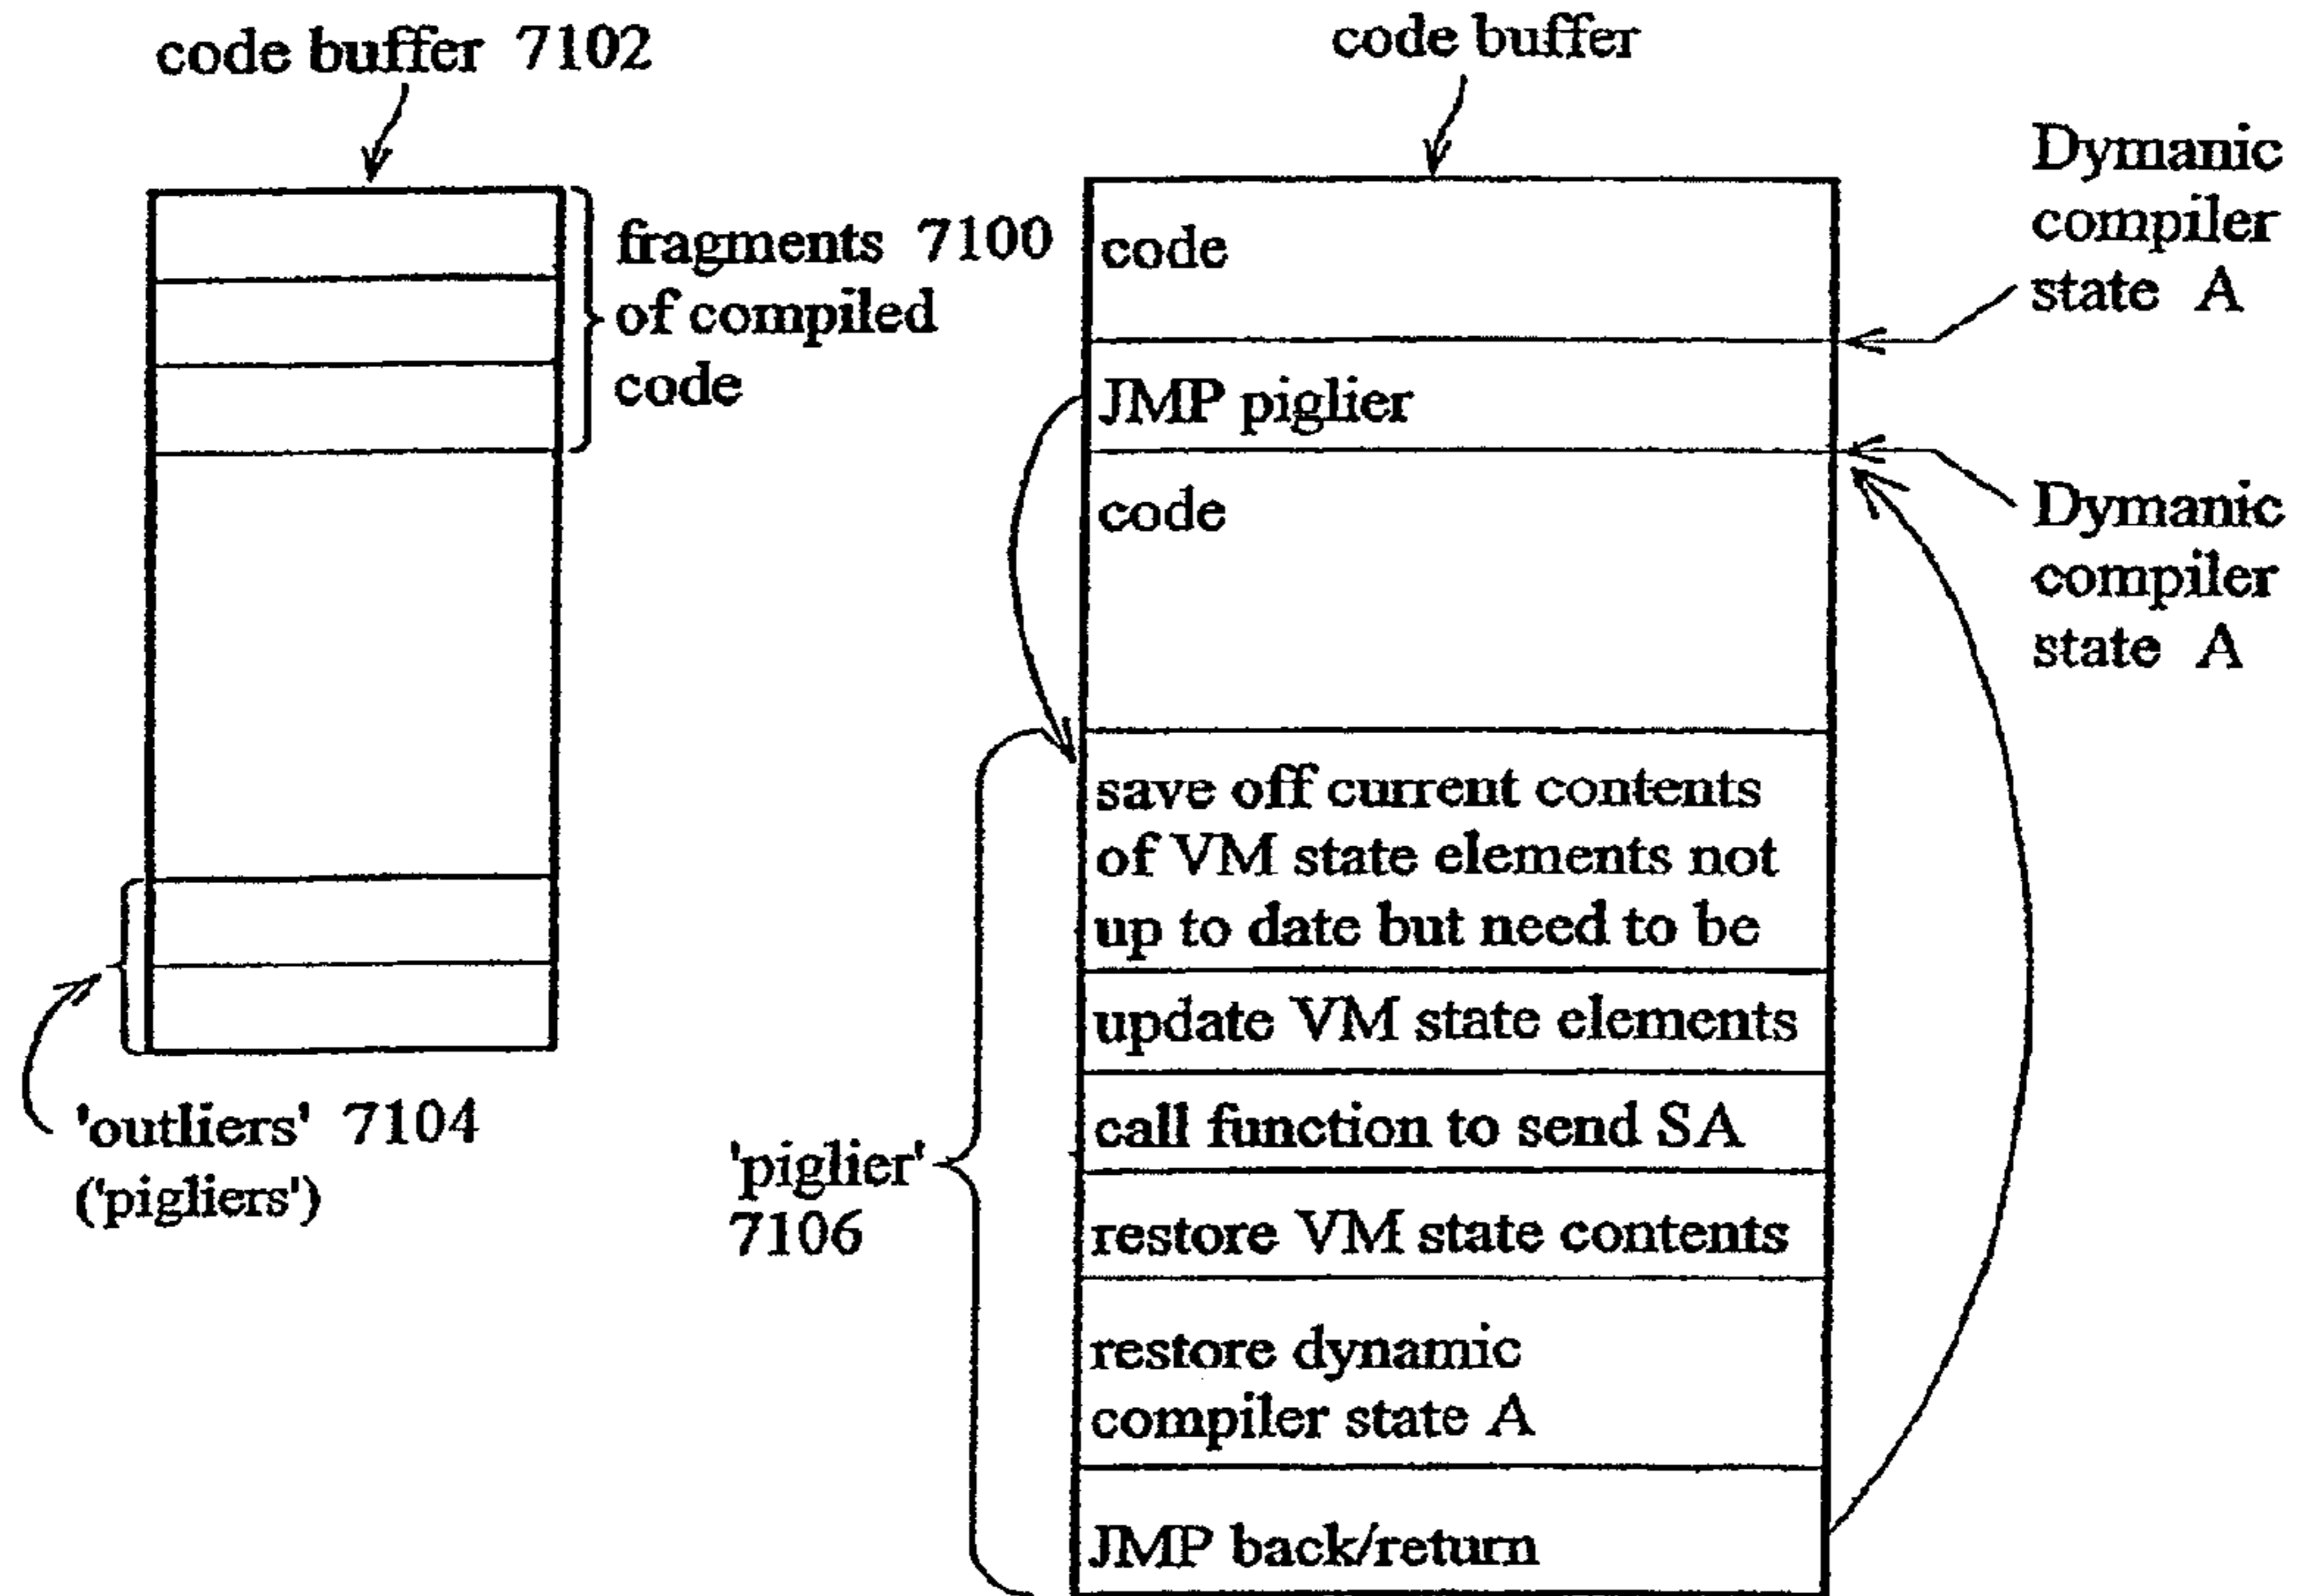 code buffer 7102
fragments 7100
of compiled
code
'outliers' 7104
('pigliers')
code buffer
code
JMP piglier
code
save off current contents
of VM state elements not
up to date but need to be
update VM state elements
call function to send SA
restore VM state contents
restore dynamic
compiler state A
JMP back/return
'piglier'
7106
Dymanic
compiler
state A
Dymanic
compiler
state A